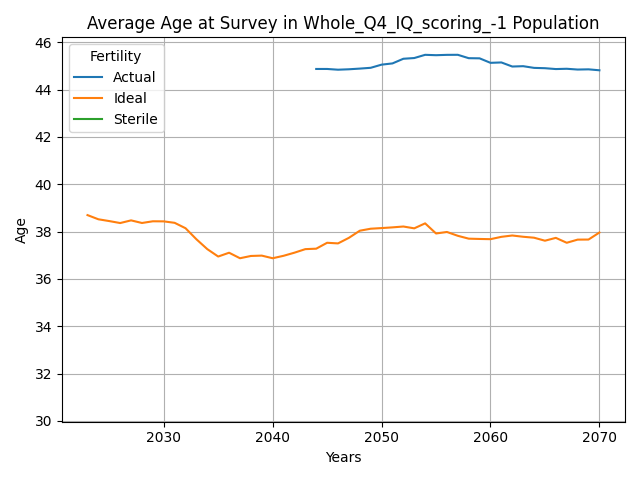 Average Age at Survey in Whole_Q4_IQ_scoring_-1 Population
Fertility
Actual
Ideal
Sterile
46
44
42
40
38
36
34
32
30
Age
2030
2040
2050
2060
2070
Years